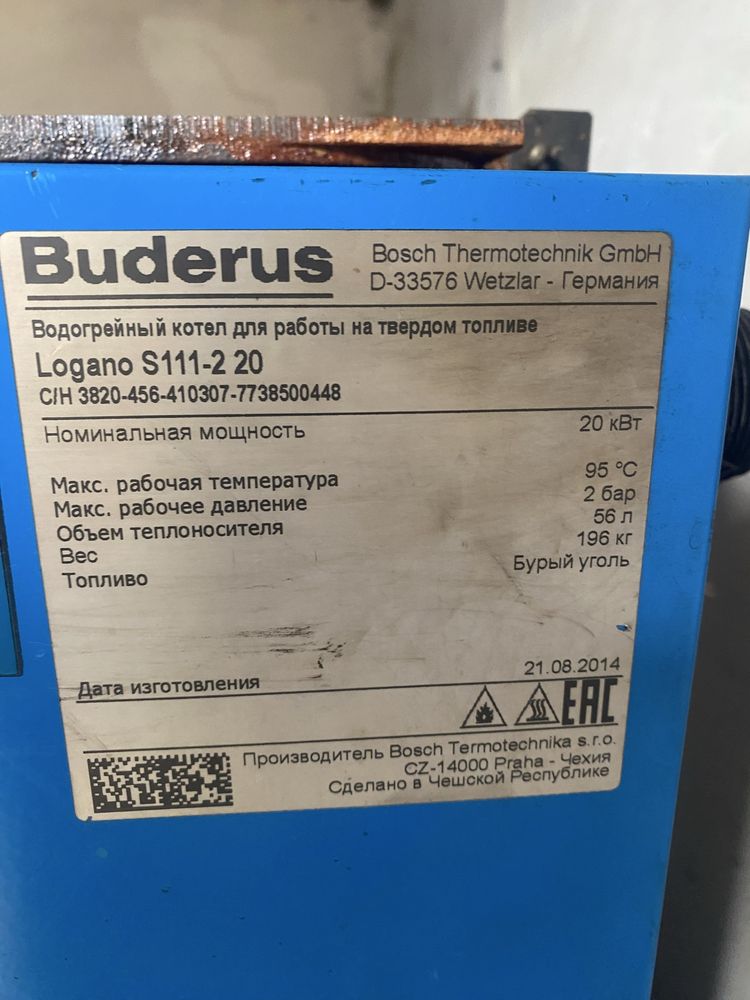 Buderus
Bosch Thermotechnik GmbH
D-33576 Wetzlar - Германия
Водогрейный котел для работы на твердом топливе
Logano S111-2 20
С/Н 3820-456-410307-7738500448
Номинальная мощность 20 кВт
Макс. рабочая температура 95 °C
Макс. рабочее давление 2 бар
Объем теплоносителя 56 л
Вес 196 кг
Топливо Бурый уголь
Дата изготовления 21.08.2014
EAC
Производитель Bosch Termotechnika s.r.o.
CZ-14000 Praha - Чехия
Сделано в Чешской Республике